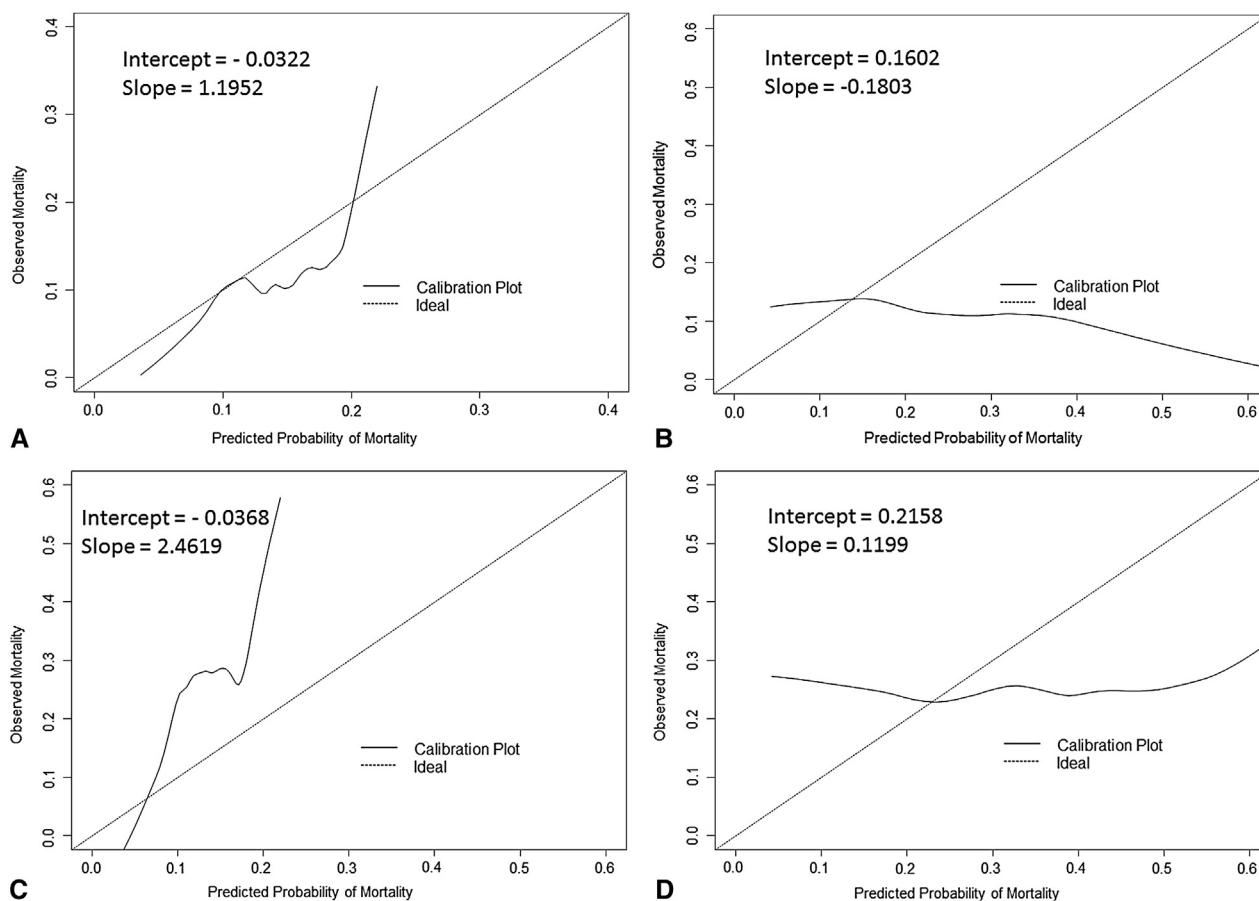 Intercept = - 0.0322
Slope = 1.1952
Observed Mortality
0.0
0.1
0.2
0.3
0.4
Calibration Plot
Ideal
0.0
0.1
0.2
0.3
0.4
Predicted Probability of Mortality
A
Intercept = 0.1602
Slope = -0.1803
Observed Mortality
0.0
0.1
0.2
0.3
0.4
0.5
0.6
Calibration Plot
Ideal
0.0
0.1
0.2
0.3
0.4
0.5
0.6
Predicted Probability of Mortality
B
Intercept = - 0.0368
Slope = 2.4619
Observed Mortality
0.0
0.1
0.2
0.3
0.4
0.5
0.6
Calibration Plot
Ideal
0.0
0.1
0.2
0.3
0.4
0.5
0.6
Predicted Probability of Mortality
C
Intercept = 0.2158
Slope = 0.1199
Observed Mortality
0.0
0.1
0.2
0.3
0.4
0.5
0.6
Calibration Plot
Ideal
0.0
0.1
0.2
0.3
0.4
0.5
0.6
Predicted Probability of Mortality
D